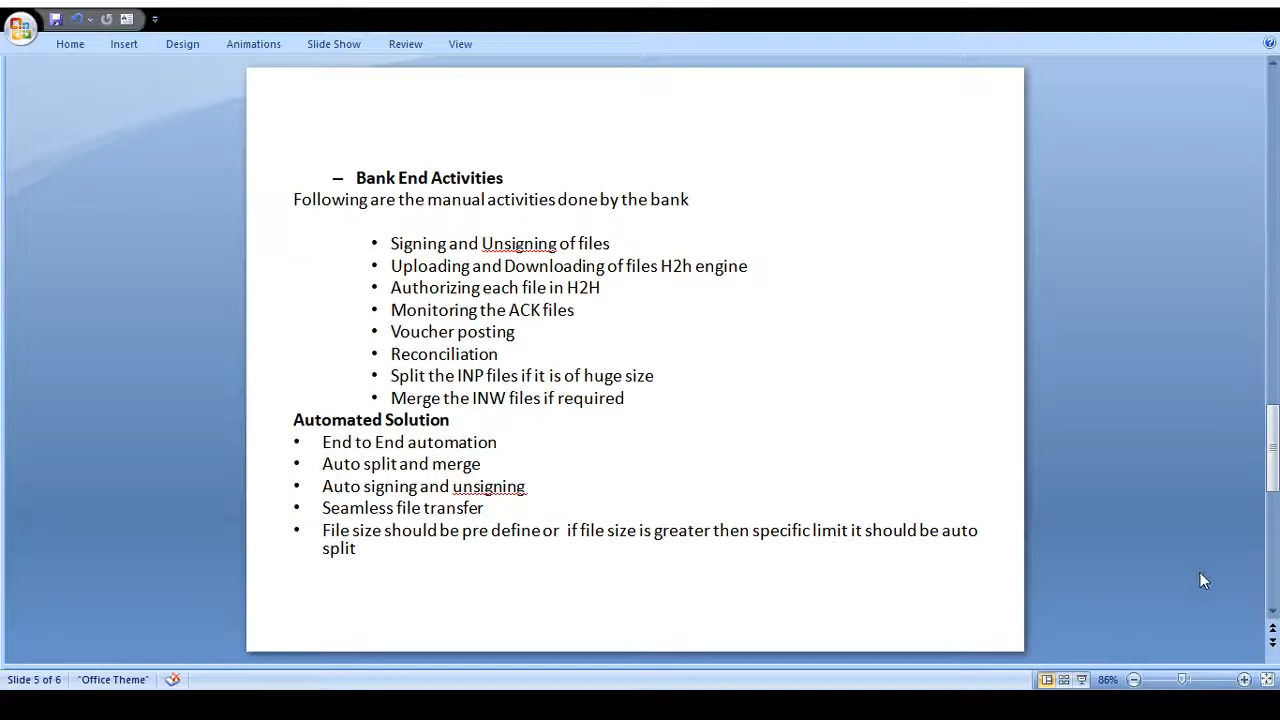 Home Insert Design Animations Slide Show Review View
– Bank End Activities
Following are the manual activities done by the bank
• Signing and Unsigning of files
• Uploading and Downloading of files H2h engine
• Authorizing each file in H2H
• Monitoring the ACK files
• Voucher posting
• Reconciliation
• Split the INP files if it is of huge size
• Merge the INW files if required
Automated Solution
• End to End automation
• Auto split and merge
• Auto signing and unsigning
• Seamless file transfer
• File size should be pre define or if file size is greater then specific limit it should be auto
split
Slide 5 of 6 "Office Theme" 86%